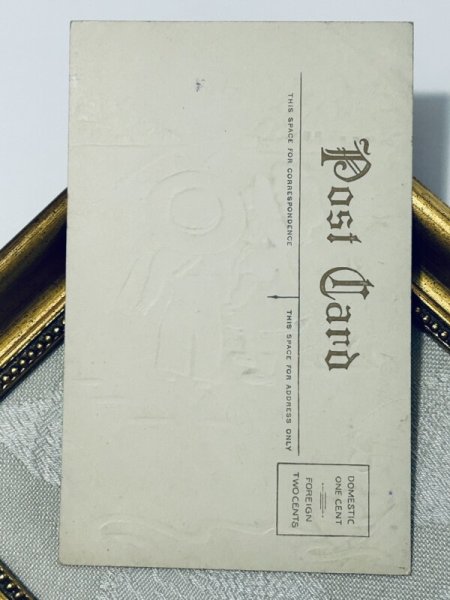 Post Card
THIS SPACE FOR CORRESPONDENCE
THIS SPACE FOR ADDRESS ONLY
DOMESTIC
ONE CENT
FOREIGN
TWO CENTS